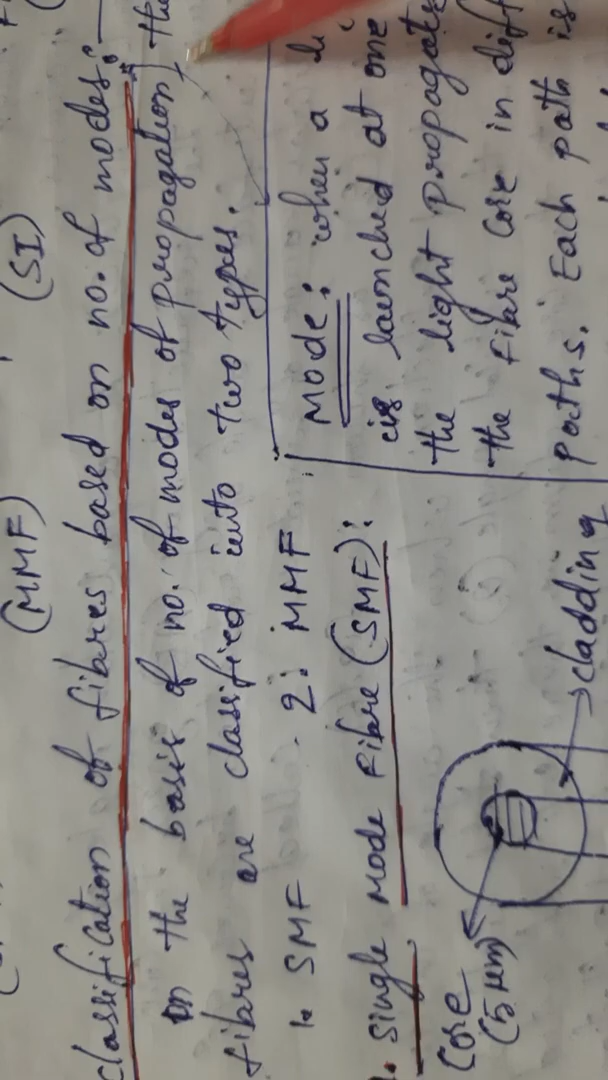 (MMF) (SI)
classification of fibres based on no. of modes:-
On the basis of no. of modes of propagation, the
fibres are classified into two types.
1. SMF 2. MMF
Mode: when a
is launched at one
the light propagate
the fibre core in diff
paths. Each path is
1. Single Mode Fibre (SMF):
Core
(5 μm)
cladding